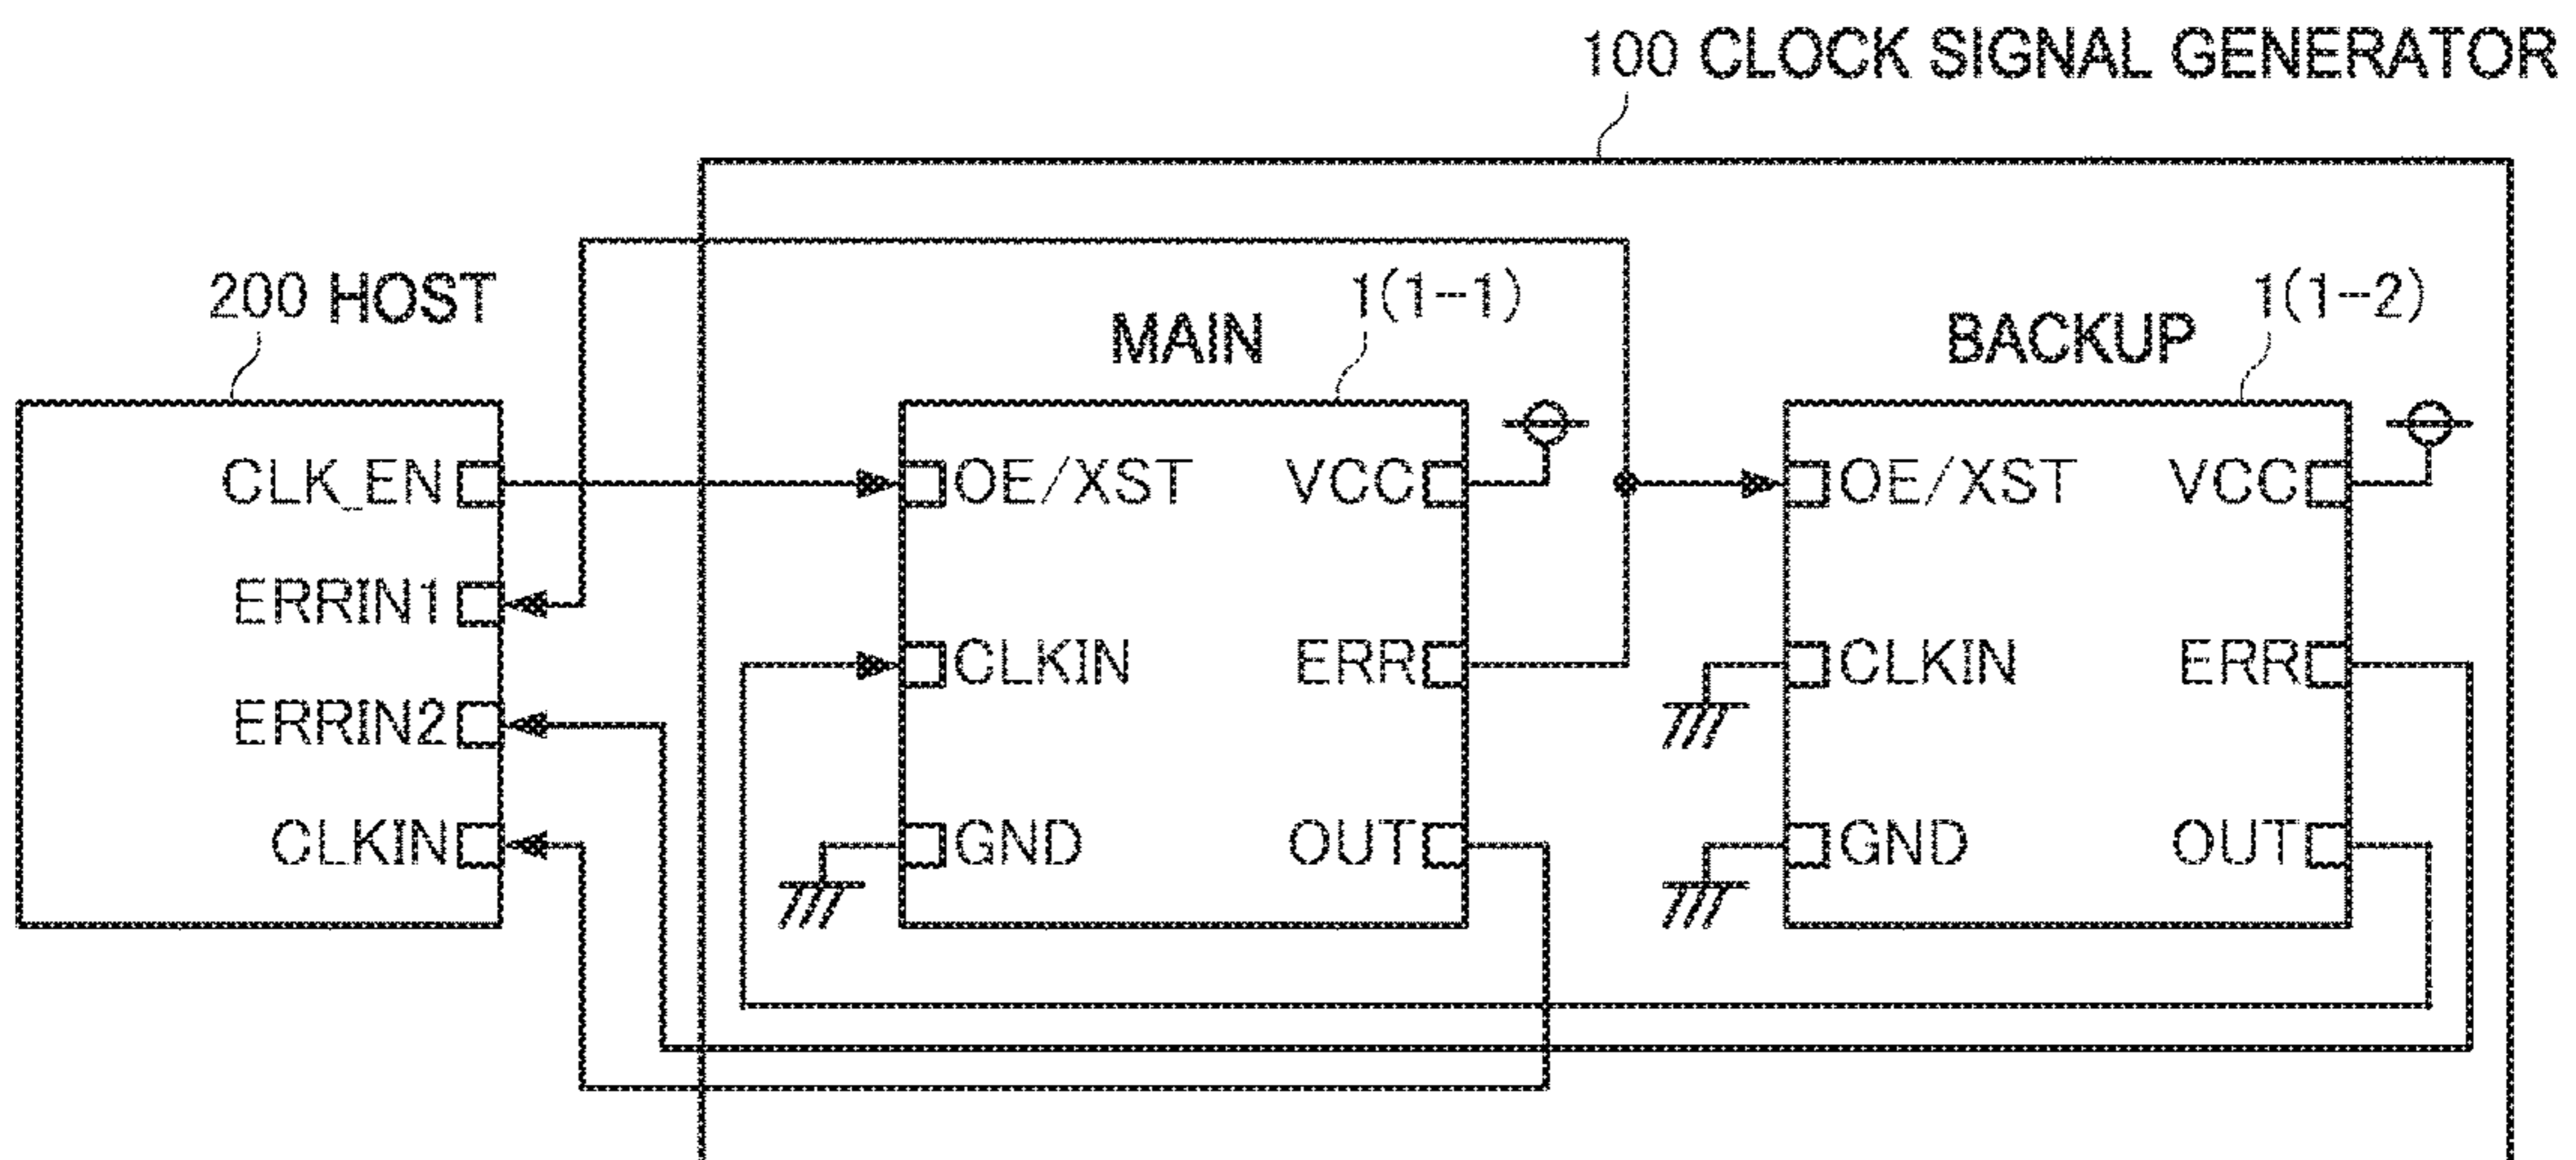 100 CLOCK SIGNAL GENERATOR
200 HOST
CLK_EN
ERRIN1
ERRIN2
CLKIN
MAIN
1(1-1)
OE/XST
VCC
CLKIN
ERR
GND
OUT
BACKUP
1(1-2)
OE/XST
VCC
CLKIN
ERR
GND
OUT